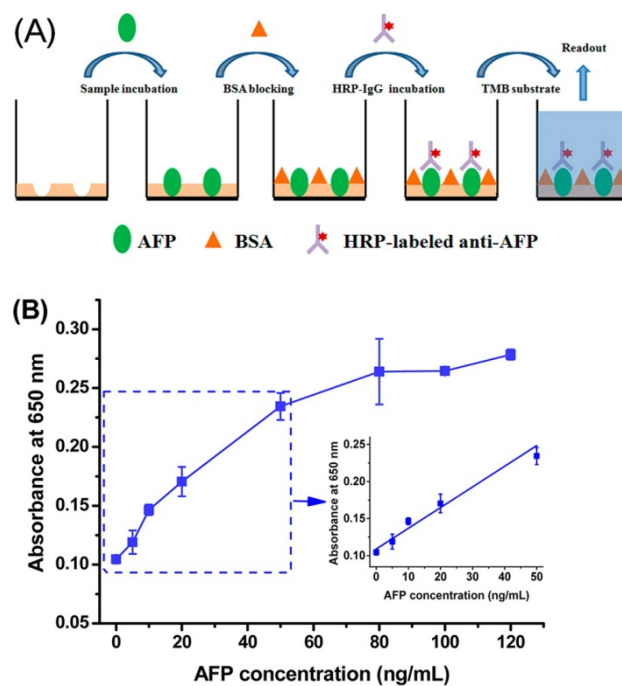 (A)
Readout
Sample incubation BSA blocking HRP-IgG incubation TMB substrate
AFP BSA HRP-labeled anti-AFP
(B)
0.30
0.25
0.20
0.15
0.10
0.05
Absorbance at 650 nm
0 20 40 60 80 100 120
AFP concentration (ng/mL)
0.25
0.20
0.15
0.10
Absorbance at 650 nm
0 10 20 30 40 50
AFP concentration (ng/mL)